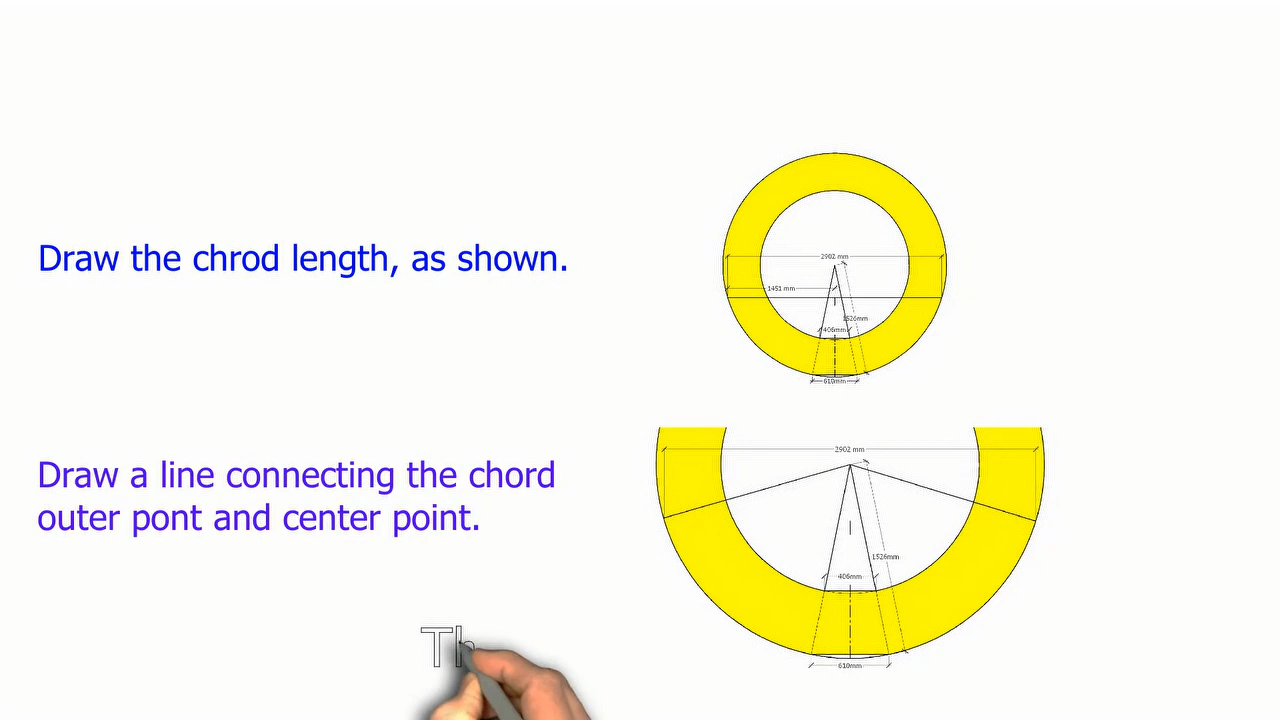 Draw the chrod length, as shown.
2902 mm
1451 mm
1526mm
406mm
610mm
Draw a line connecting the chord
outer pont and center point.
2902 mm
1526mm
406mm
610mm
Th